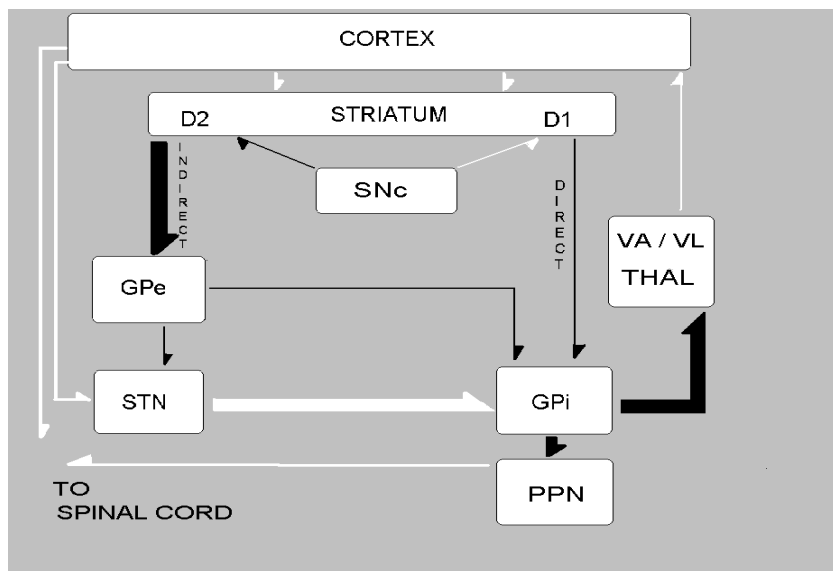 CORTEX
D2 STRIATUM D1
INDIRECT
SNc
DIRECT
VA / VL
THAL
GPe
STN
GPi
PPN
TO
SPINAL CORD